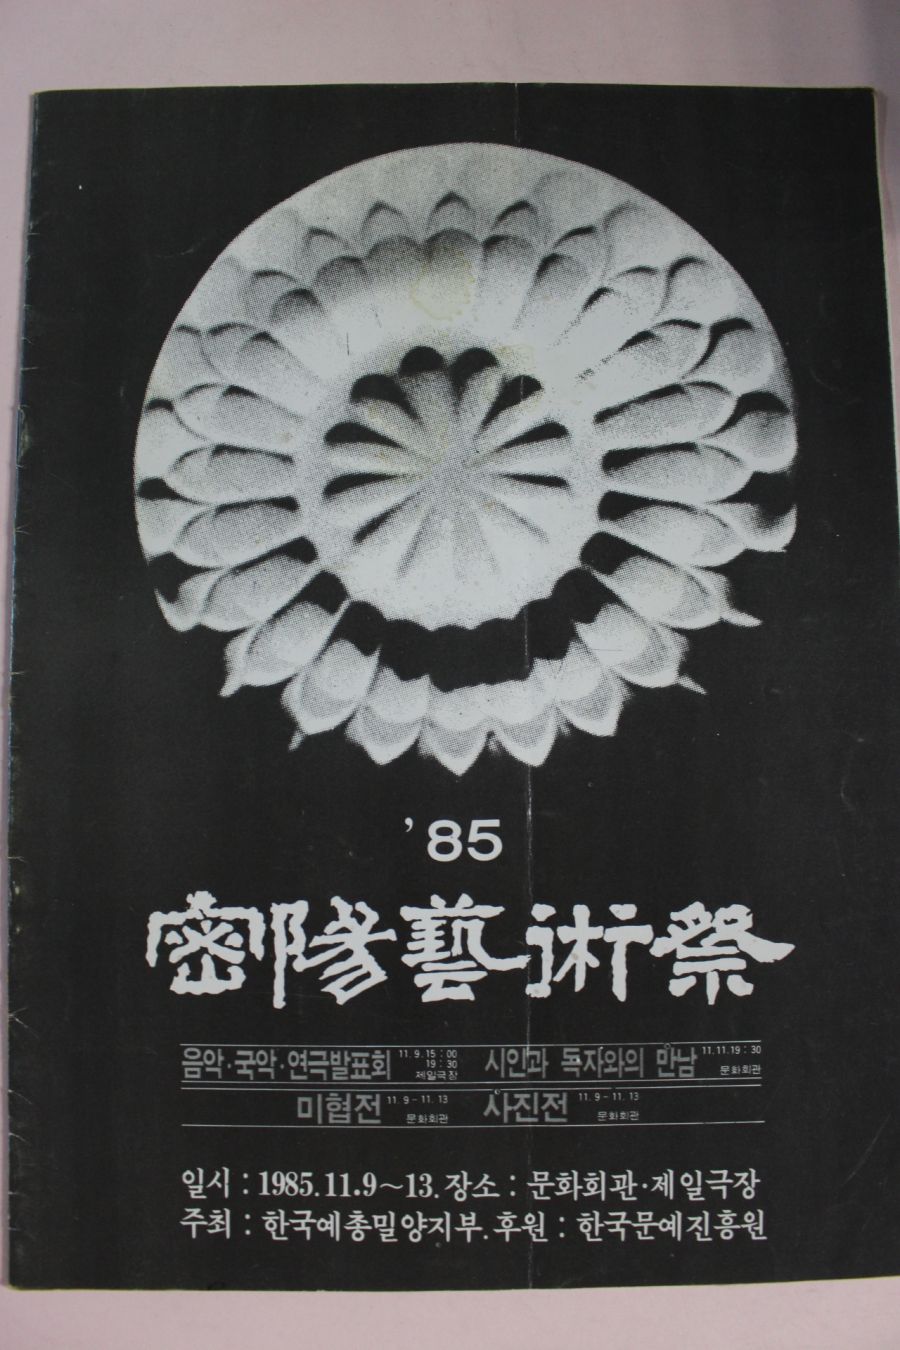 '85
密陽藝術祭
음악·국악·연극발표회 11.9.15:00 19:30 제일극장 시인과 독자와의 만남 11.11.19:30 문화회관
미협전 11.9-11.13 문화회관 사진전 11.9-11.13 문화회관
일시:1985.11.9~13.장소:문화회관·제일극장
주최:한국예총밀양지부.후원:한국문예진흥원